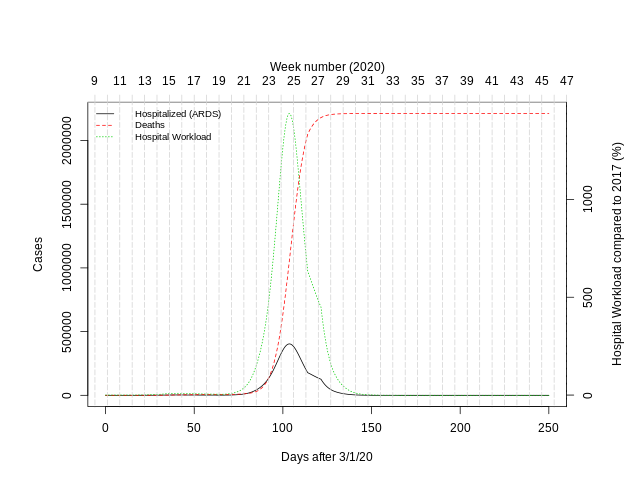 Week number (2020)
9 11 13 15 17 19 21 23 25 27 29 31 33 35 37 39 41 43 45 47
Hospitalized (ARDS)
Deaths
Hospital Workload
Cases
0 500000 1000000 1500000 2000000
Hospital Workload compared to 2017 (%)
0 500 1000
0 50 100 150 200 250
Days after 3/1/20